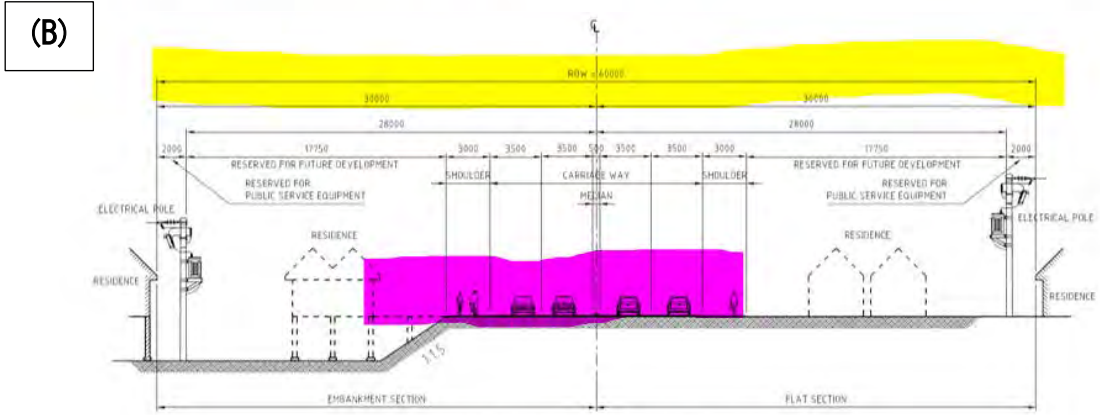 (B)
℄
ROW = 60000
30000 30000
28000 28000
2000 17750 3000 3500 3500 500 3500 3500 3000 17750 2000
RESERVED FOR FUTURE DEVELOPMENT SHOULDER CARRIAGE WAY SHOULDER RESERVED FOR FUTURE DEVELOPMENT
RESERVED FOR
PUBLIC SERVICE EQUIPMENT
MEDIAN
RESERVED FOR
PUBLIC SERVICE EQUIPMENT
ELECTRICAL POLE
ELECTRICAL POLE
RESIDENCE
RESIDENCE
RESIDENCE
RESIDENCE
1:1.5
EMBANKMENT SECTION FLAT SECTION